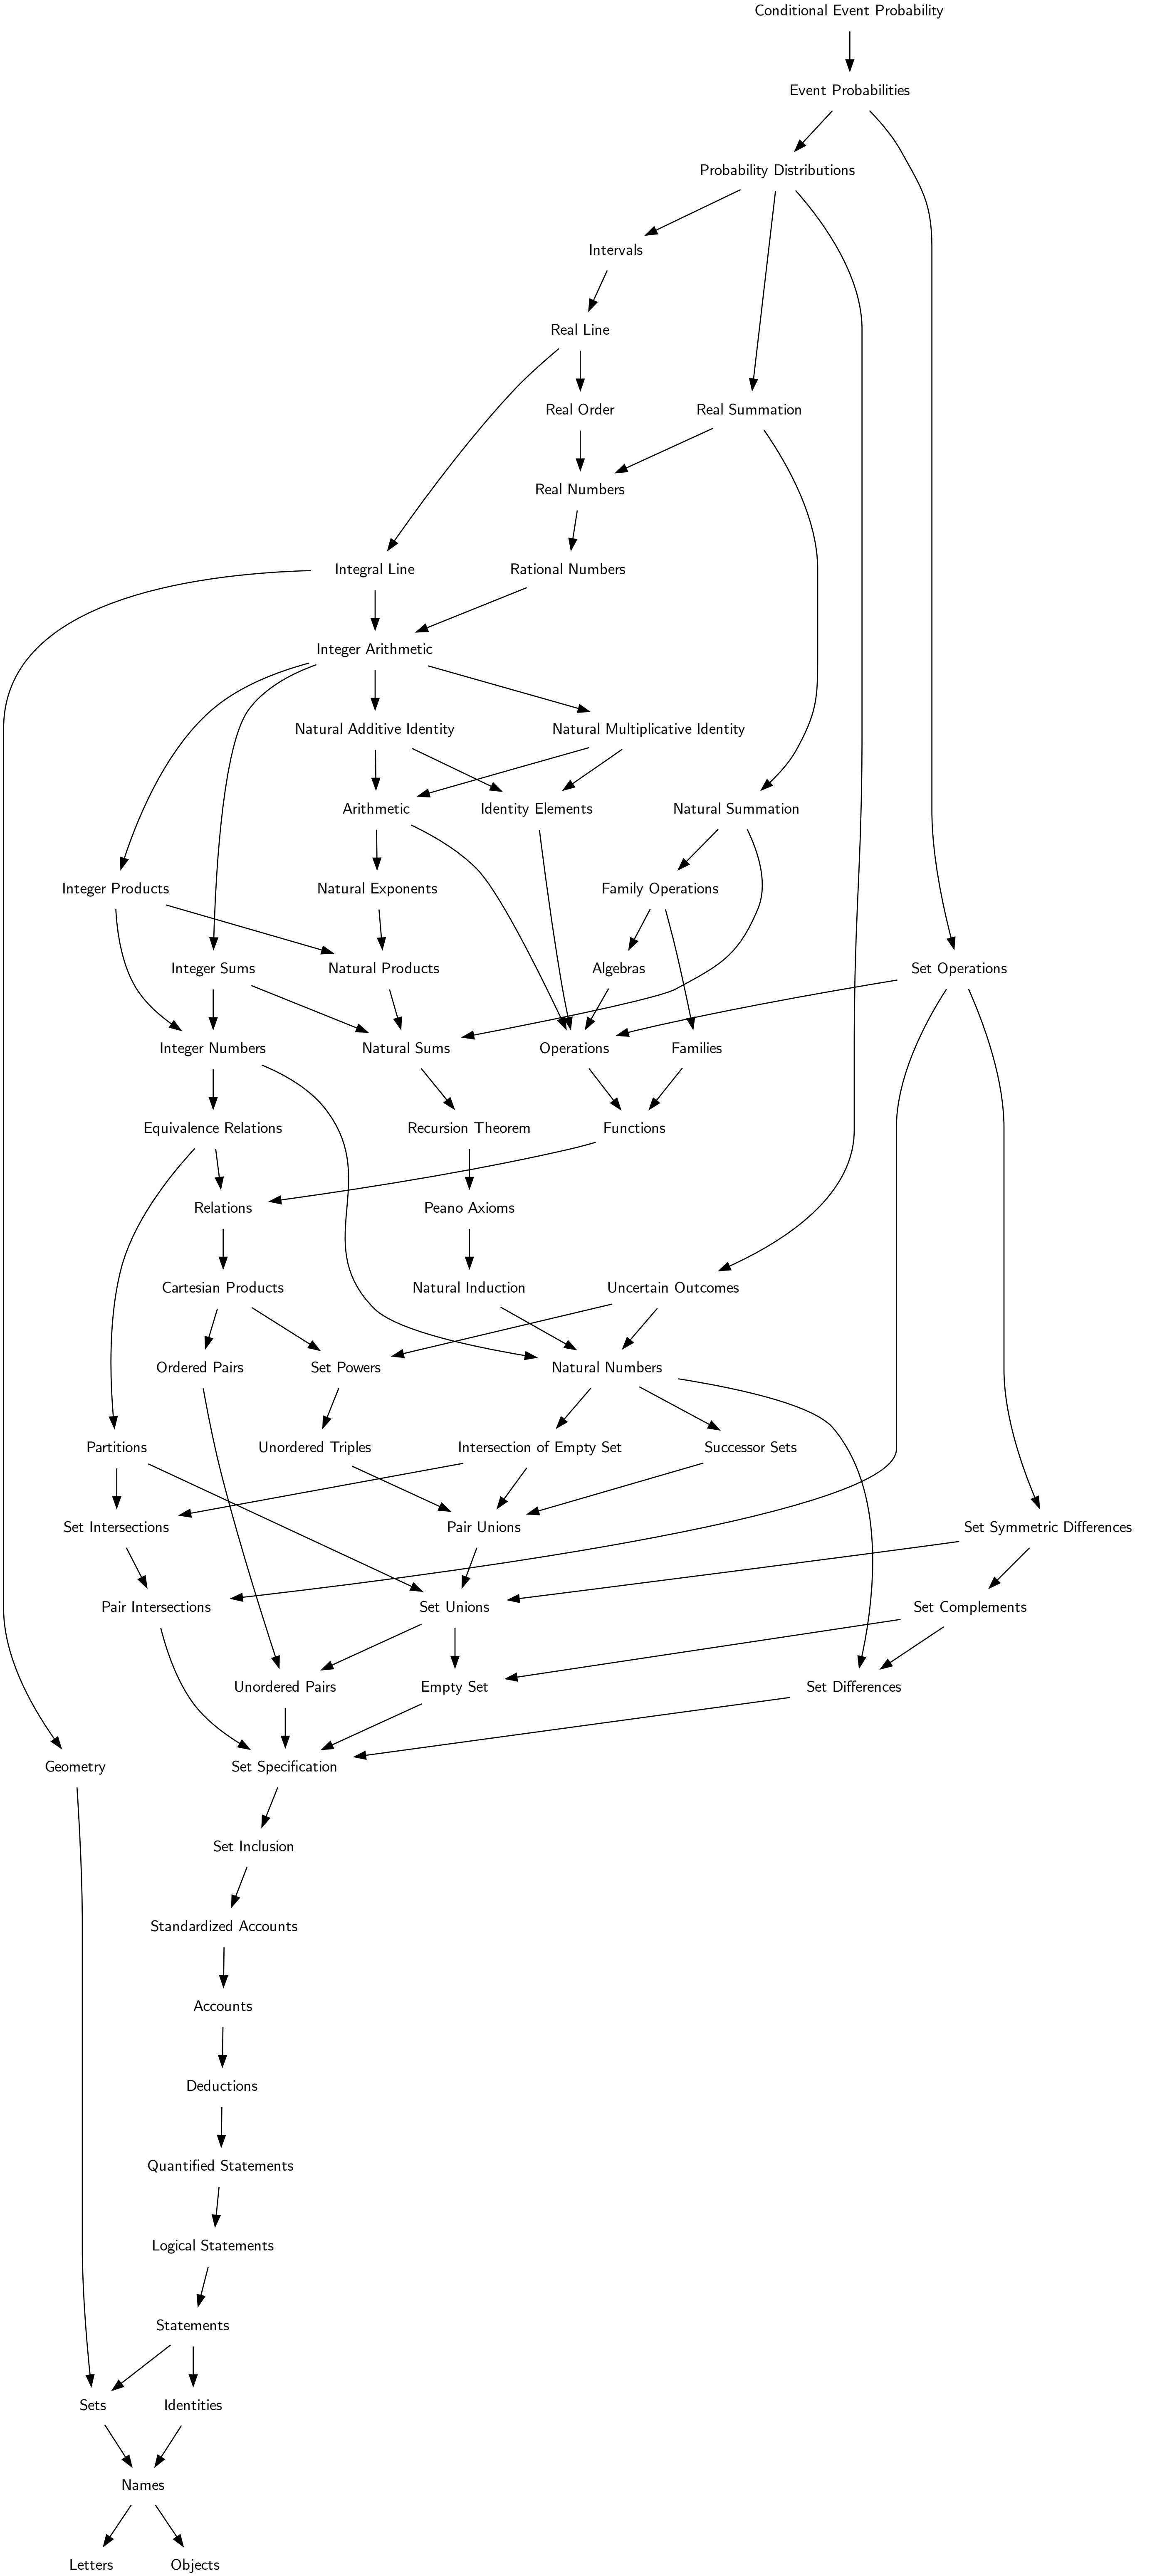 Conditional Event Probability
Event Probabilities
Probability Distributions
Intervals
Real Line
Real Order
Real Summation
Real Numbers
Integral Line
Rational Numbers
Integer Arithmetic
Natural Additive Identity
Natural Multiplicative Identity
Arithmetic
Identity Elements
Natural Summation
Integer Products
Natural Exponents
Family Operations
Integer Sums
Natural Products
Algebras
Set Operations
Integer Numbers
Natural Sums
Operations
Families
Equivalence Relations
Recursion Theorem
Functions
Relations
Peano Axioms
Cartesian Products
Natural Induction
Uncertain Outcomes
Ordered Pairs
Set Powers
Natural Numbers
Partitions
Unordered Triples
Intersection of Empty Set
Successor Sets
Set Intersections
Pair Unions
Set Symmetric Differences
Pair Intersections
Set Unions
Set Complements
Unordered Pairs
Empty Set
Set Differences
Geometry
Set Specification
Set Inclusion
Standardized Accounts
Accounts
Deductions
Quantified Statements
Logical Statements
Statements
Sets
Identities
Names
Letters
Objects